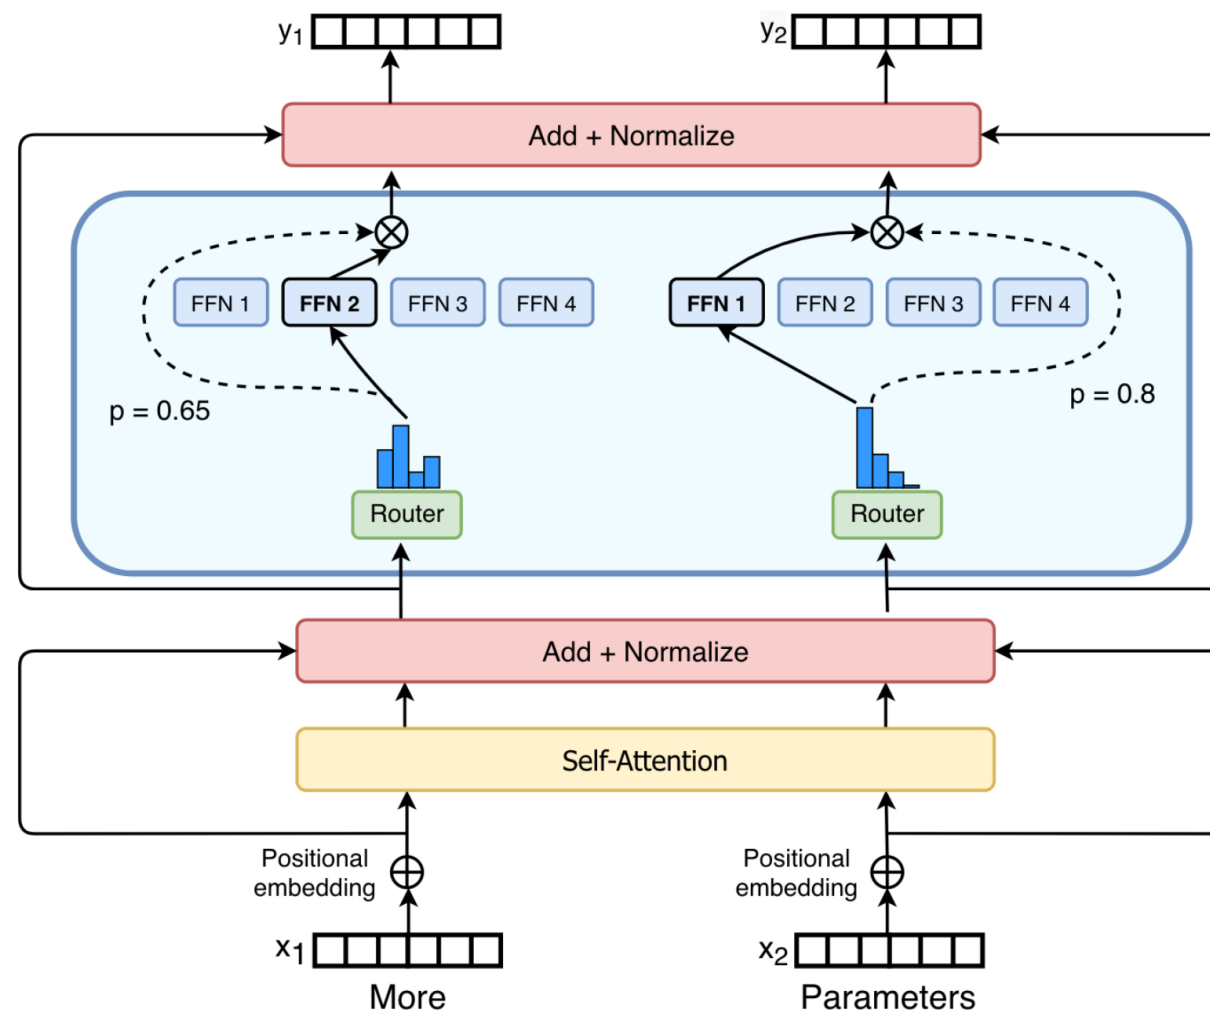 y1
y2
Add + Normalize
FFN 1
FFN 2
FFN 3
FFN 4
FFN 1
FFN 2
FFN 3
FFN 4
p = 0.65
p = 0.8
Router
Router
Add + Normalize
Self-Attention
Positional
embedding
Positional
embedding
x1
x2
More
Parameters